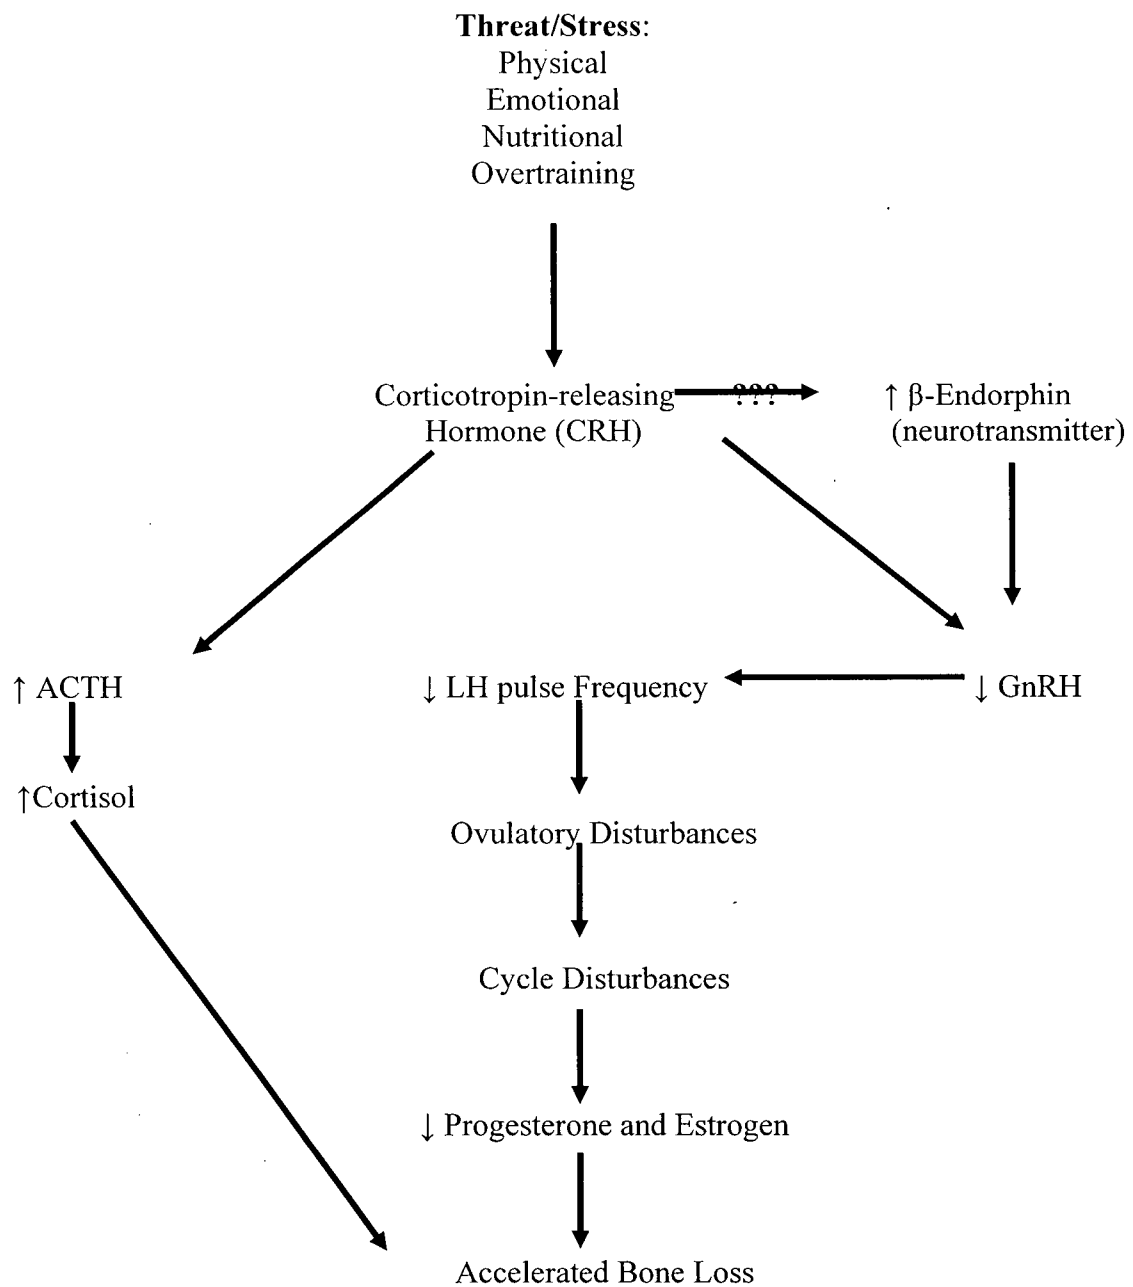 Threat/Stress:
Physical
Emotional
Nutritional
Overtraining
Corticotropin-releasing
Hormone (CRH)
???
↑ β-Endorphin
(neurotransmitter)
↑ ACTH
↓ LH pulse Frequency
↓ GnRH
↑Cortisol
Ovulatory Disturbances
Cycle Disturbances
↓ Progesterone and Estrogen
Accelerated Bone Loss